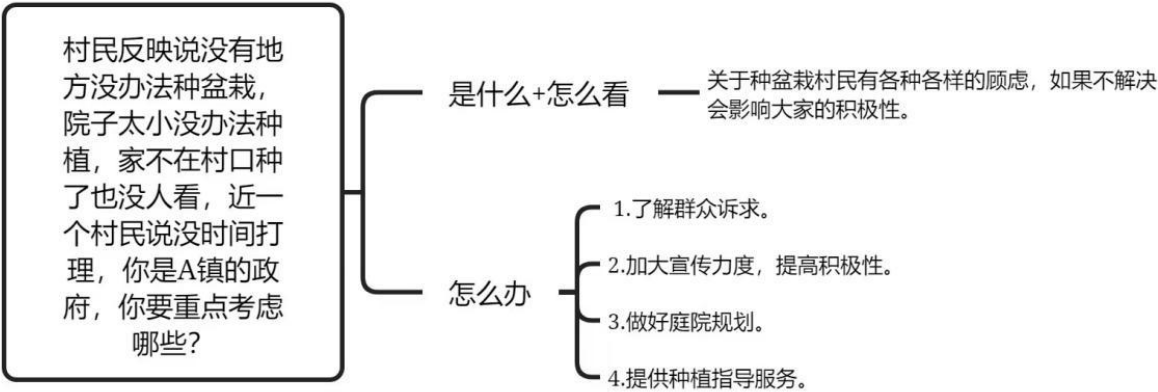 村民反映说没有地
方没办法种盆栽，
院子太小没办法种
植，家不在村口种
了也没人看，近一
个村民说没时间打
理，你是A镇的政
府，你要重点考虑
哪些？
是什么+怎么看
关于种盆栽村民有各种各样的顾虑，如果不解决
会影响大家的积极性。
怎么办
1.了解群众诉求。
2.加大宣传力度，提高积极性。
3.做好庭院规划。
4.提供种植指导服务。